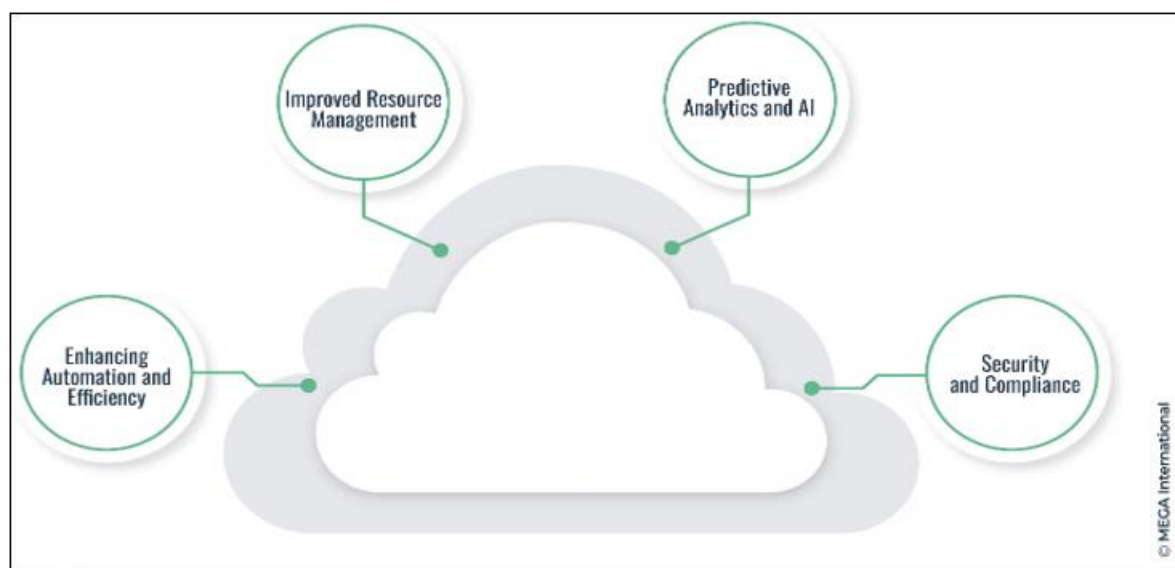 Improved Resource
Management
Predictive
Analytics and AI
Enhancing
Automation and
Efficiency
Security
and Compliance
© MEGA International